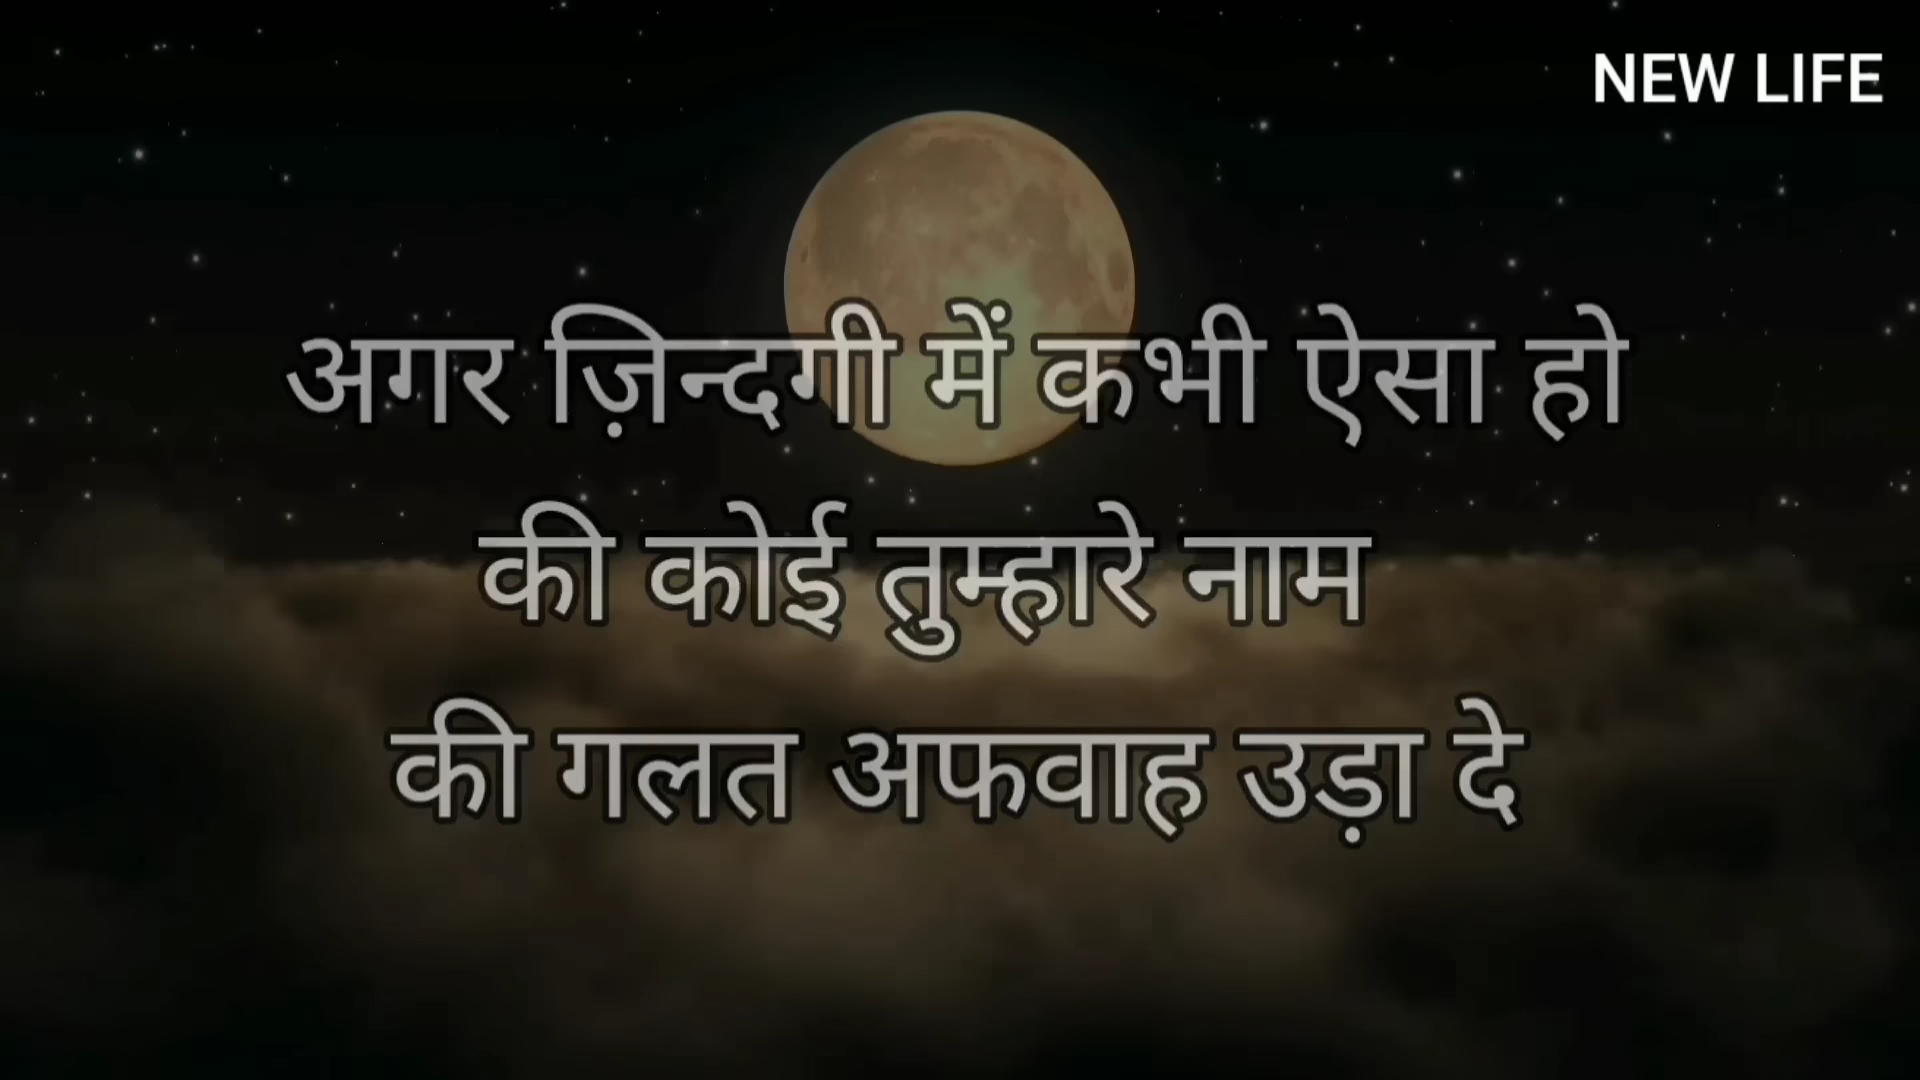 NEW LIFE
अगर ज़िन्दगी में कभी ऐसा हो
की कोई तुम्हारे नाम
की गलत अफवाह उड़ा दे